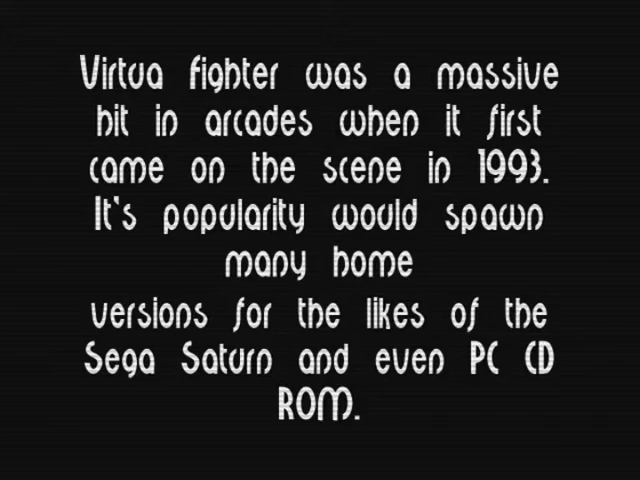 Virtua Fighter was a massive
hit in arcades when it first
came on the scene in 1993.
It's popularity would spawn
many home
versions for the likes of the
Sega Saturn and even PC CD
ROM.